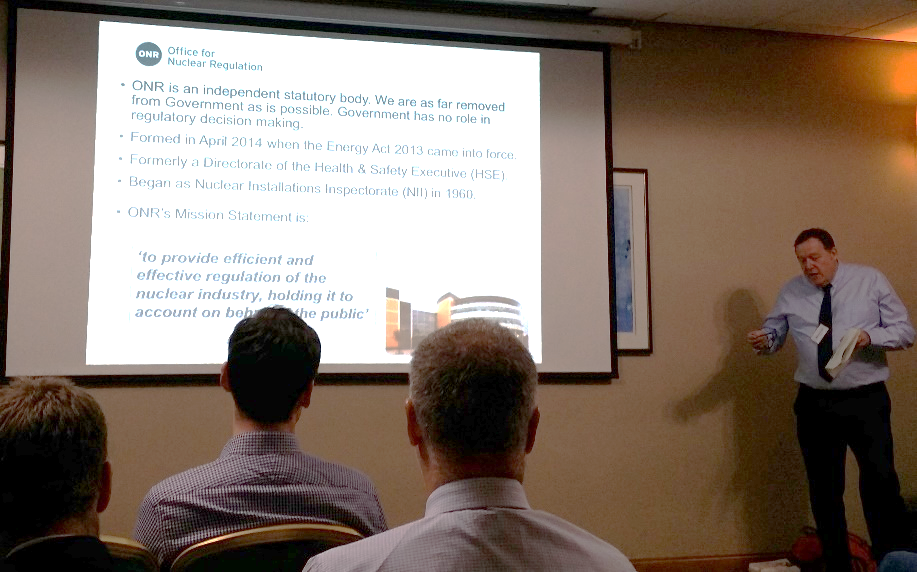 ONR
Office for
Nuclear Regulation
• ONR is an independent statutory body. We are as far removed
from Government as is possible. Government has no role in
regulatory decision making.
• Formed in April 2014 when the Energy Act 2013 came into force.
• Formerly a Directorate of the Health & Safety Executive (HSE)
• Began as Nuclear Installations Inspectorate (NII) in 1960.
• ONR's Mission Statement is:
'to provide efficient and
effective regulation of the
nuclear industry, holding it to
account on the public'